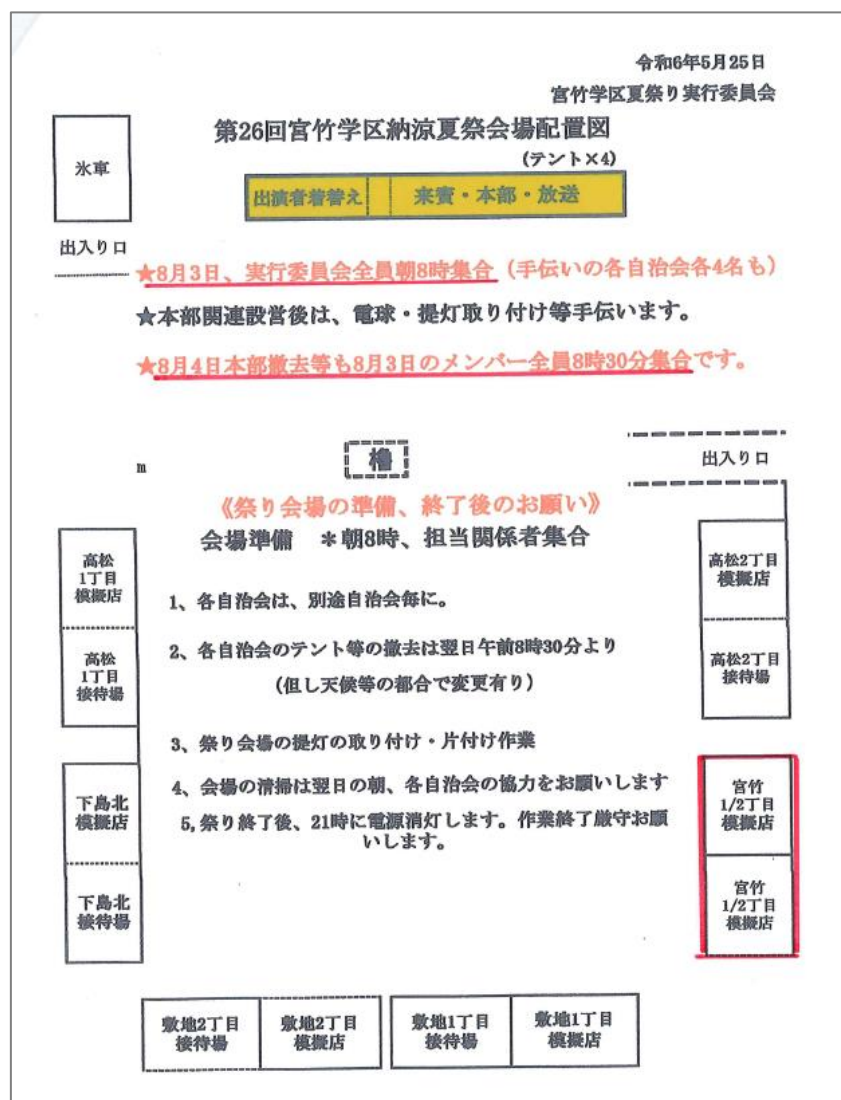 令和6年5月25日
宮竹学区夏祭り実行委員会
第26回宮竹学区納涼夏祭会場配置図
(テント×4)
氷車
出演者着替え
来賓・本部・放送
出入り口
★8月3日、実行委員会全員朝8時集合（手伝いの各自治会各4名も）
★本部関連設営後は、電球・提灯取り付け等手伝います。
★8月4日本部撤去等も8月3日のメンバー全員8時30分集合です。
m
櫓
出入り口
《祭り会場の準備、終了後のお願い》
会場準備　＊朝8時、担当関係者集合
高松
1丁目
模擬店
高松2丁目
模擬店
1、各自治会は、別途自治会毎に。
2、各自治会のテント等の撤去は翌日午前8時30分より
(但し天候等の都合で変更有り)
高松
1丁目
接待場
高松2丁目
接待場
3、祭り会場の提灯の取り付け・片付け作業
4、会場の清掃は翌日の朝、各自治会の協力をお願いします
5,祭り終了後、21時に電源消灯します。作業終了厳守お願
いします。
下島北
模擬店
宮竹
1/2丁目
模擬店
下島北
接待場
宮竹
1/2丁目
模擬店
敷地2丁目
接待場
敷地2丁目
模擬店
敷地1丁目
接待場
敷地1丁目
模擬店